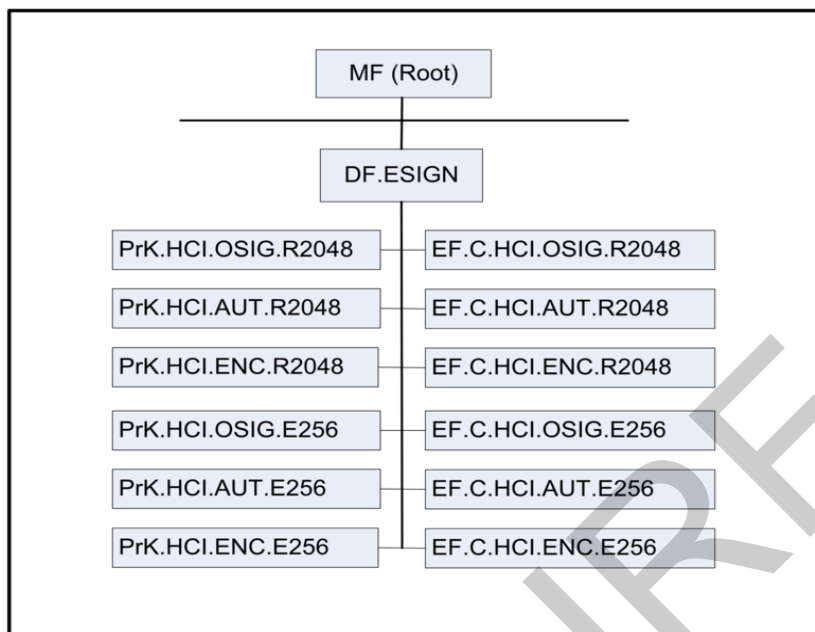 MF (Root)
DF.ESIGN
PrK.HCI.OSIG.R2048 EF.C.HCI.OSIG.R2048
PrK.HCI.AUT.R2048 EF.C.HCI.AUT.R2048
PrK.HCI.ENC.R2048 EF.C.HCI.ENC.R2048
PrK.HCI.OSIG.E256 EF.C.HCI.OSIG.E256
PrK.HCI.AUT.E256 EF.C.HCI.AUT.E256
PrK.HCI.ENC.E256 EF.C.HCI.ENC.E256